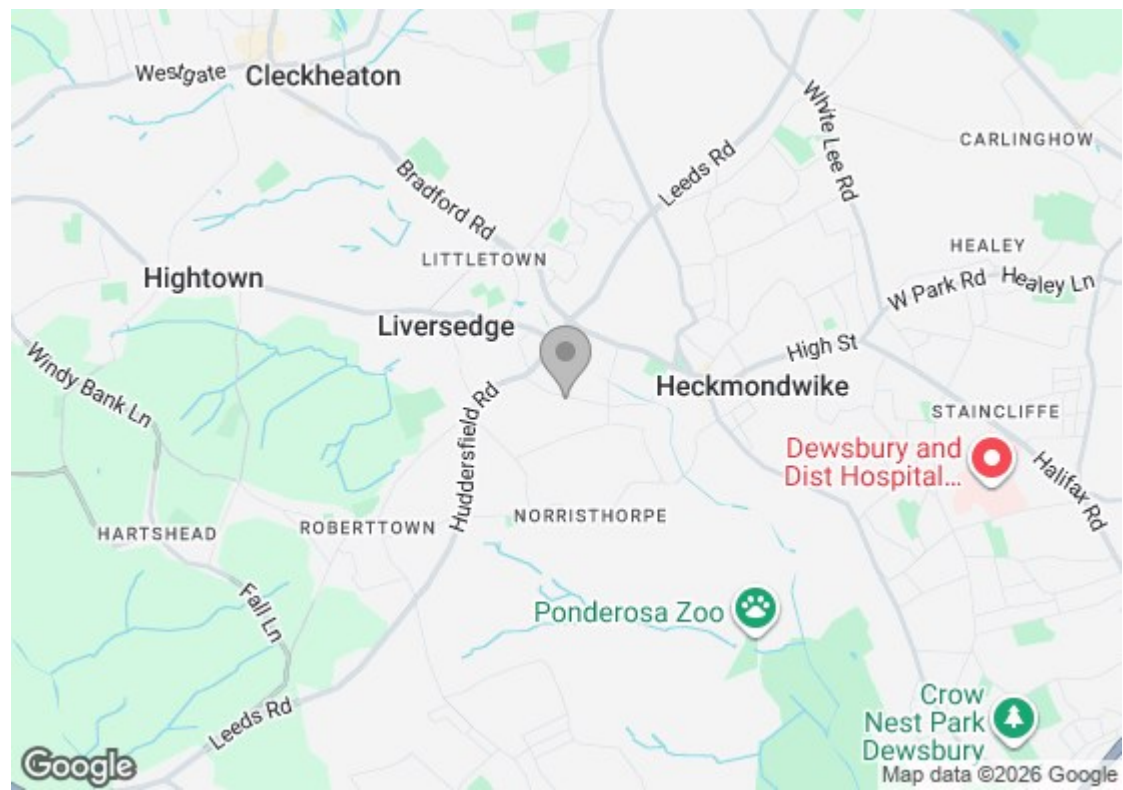 Westgate
Cleckheaton
White Lee Rd
CARLINGHOW
Leeds Rd
Bradford Rd
HEALEY
LITTLETOWN
Hightown
W Park Rd
Healey Ln
Liversedge
High St
Windy Bank Ln
Heckmondwike
Huddersfield Rd
STAINCLIFFE
Dewsbury and
Dist Hospital...
Halifax Rd
NORRISTHORPE
ROBERTTOWN
HARTSHEAD
Fall Ln
Ponderosa Zoo
Leeds Rd
Crow
Nest Park
Dewsbury
Google
Map data ©2026 Google